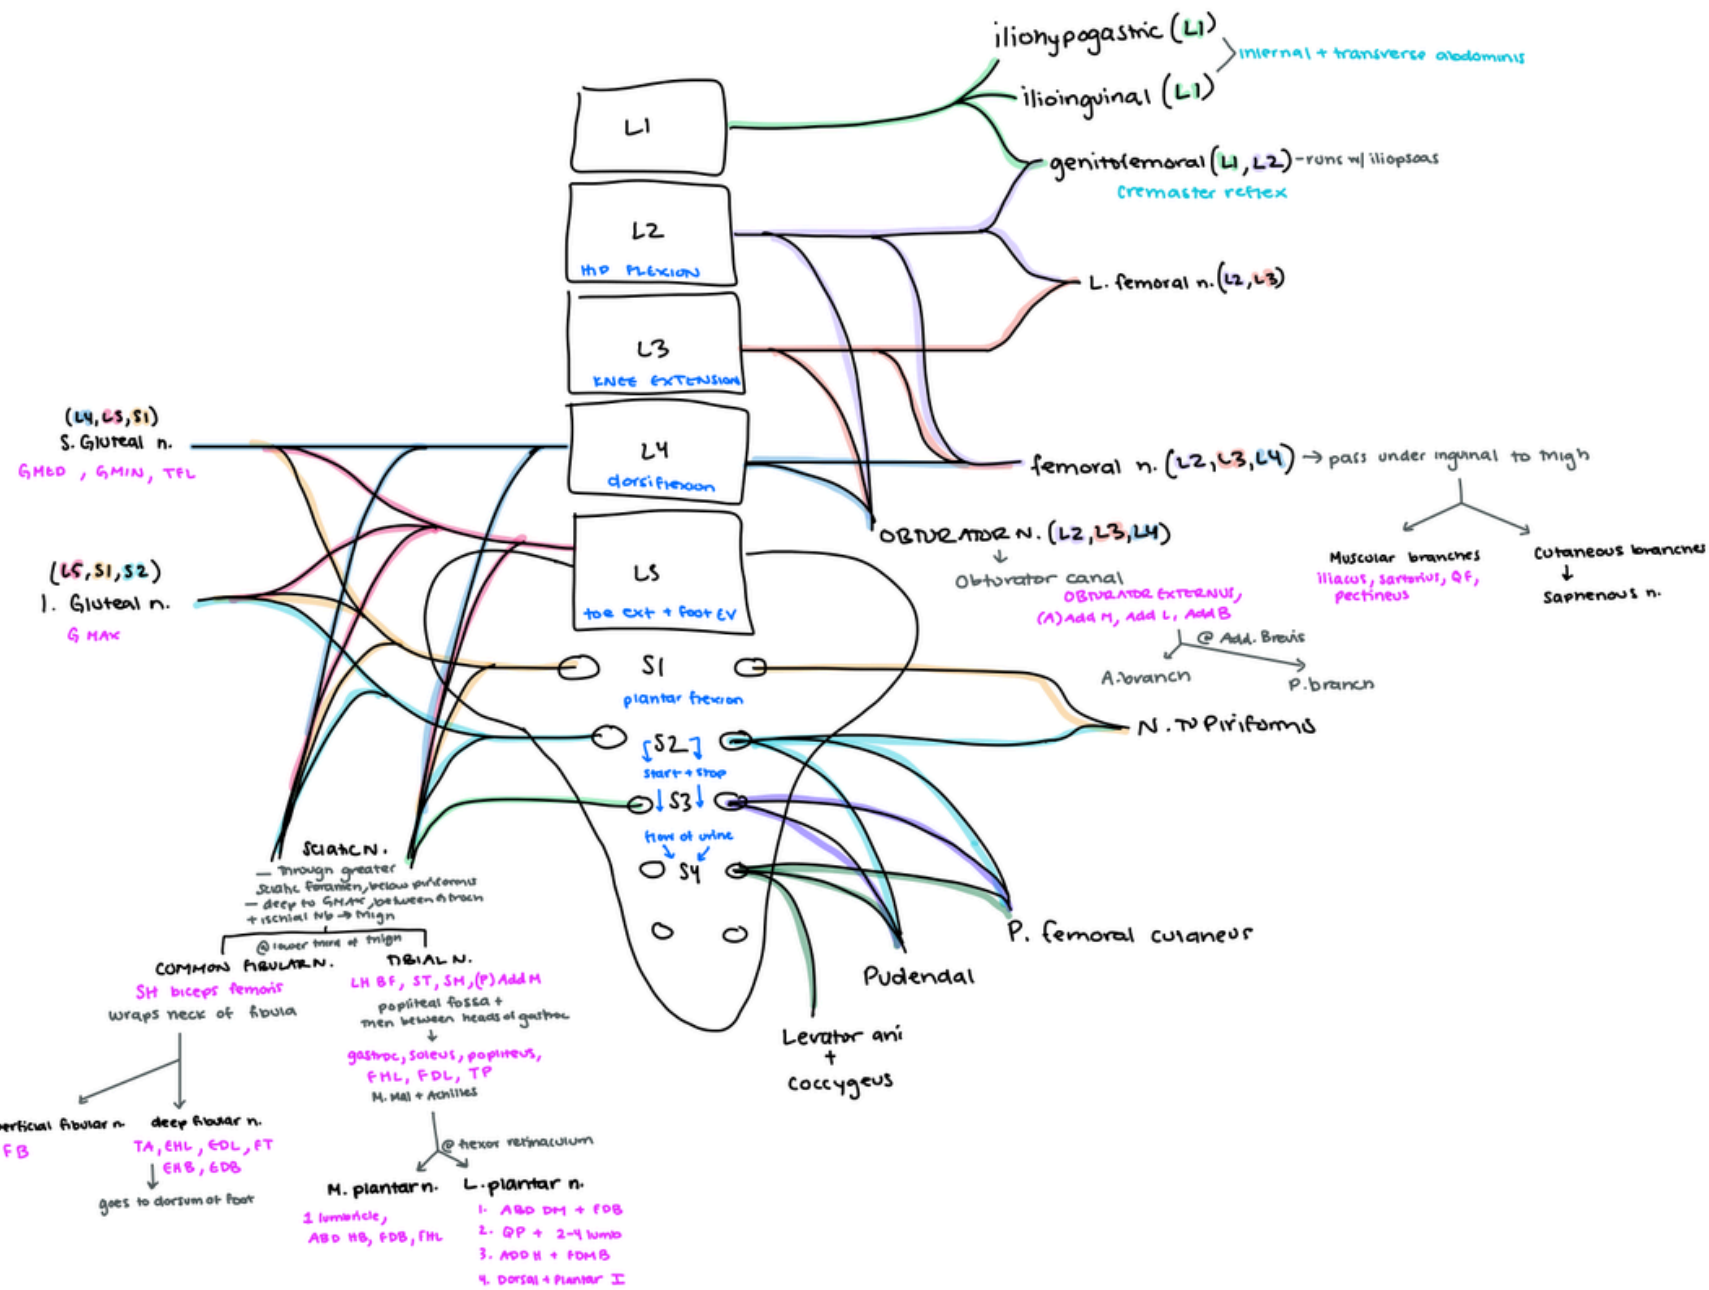 iliohypogastric (L1)
internal + transverse abdominis
ilioinguinal (L1)
genitofemoral (L1, L2) - runs w/ iliopsoas
Cremaster reflex
L. femoral n. (L2, L3)
L1
L2
HIP FLEXION
L3
KNEE EXTENSION
L4
dorsiflexion
L5
toe ext + foot EV
S1
plantar flexion
S2
start + stop
S3
flow of urine
S4
(L4, L5, S1)
S. Gluteal n.
GMED, GMIN, TFL
(L5, S1, S2)
I. Gluteal n.
G MAX
femoral n. (L2, L3, L4) → pass under inguinal to thigh
Muscular branches
iliacus, sartorius, QF,
pectineus
Cutaneous branches
↓
Saphenous n.
OBTURATOR N. (L2, L3, L4)
↓
Obturator canal
OBTURATOR EXTERNUS,
(A) Add M, Add L, Add B
@ Add. Brevis
A. branch
P. branch
N. to Piriformis
P. femoral cutaneus
Pudendal
Levator ani
+
coccygeus
Sciatic N.
— Through greater
Sciatic foramen, below piriformis
— deep to GMAX, between G troch
+ ischial tub → thigh
@ lower third of thigh
COMMON FIBULAR N.
SH biceps femoris
wraps neck of fibula
TIBIAL N.
LH BF, ST, SM, (P) Add M
popliteal fossa +
then between heads of gastroc
↓
gastroc, soleus, popliteus,
FHL, FDL, TP
M. Mal + Achilles
erficial fibular n.
FB
deep fibular n.
TA, EHL, EDL, FT
EHB, EDB
goes to dorsum of foot
@ flexor retinaculum
M. plantar n.
1 lumbricle,
ABD HB, FDB, FHL
L. plantar n.
1. ABD DM + FDB
2. QP + 2-4 lumb
3. ADD H + FDMB
4. Dorsal + Plantar I